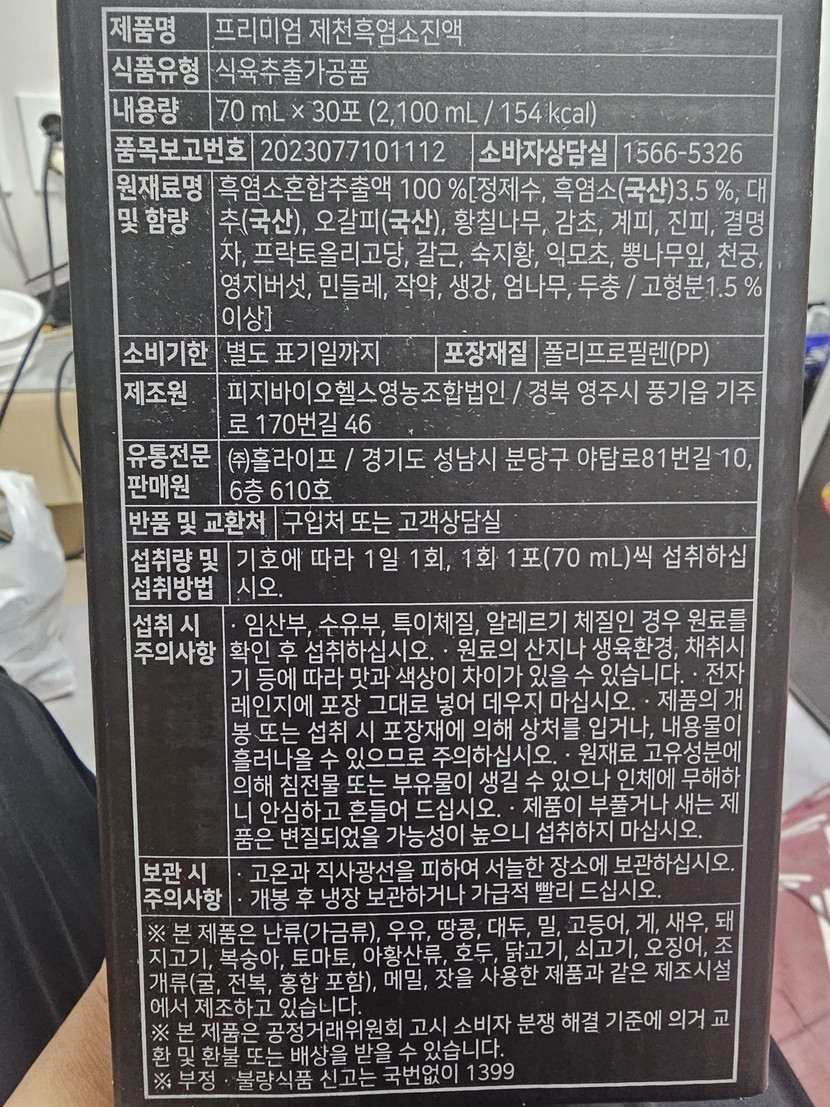 제품명 프리미엄 제천흑염소진액
식품유형 식육추출가공품
내용량 70 mL × 30포 (2,100 mL / 154 kcal)
품목보고번호 2023077101112 소비자상담실 1566-5326
원재료명 흑염소혼합추출액 100 %[정제수, 흑염소(국산)3.5 %, 대
및 함량 추(국산), 오갈피(국산), 황칠나무, 감초, 계피, 진피, 결명
자, 프락토올리고당, 갈근, 숙지황, 익모초, 뽕나무잎, 천궁,
영지버섯, 민들레, 작약, 생강, 엄나무, 두충 / 고형분1.5 %
이상]
소비기한 별도 표기일까지 포장재질 폴리프로필렌(PP)
제조원 피지바이오헬스영농조합법인 / 경북 영주시 풍기읍 기주
로 170번길 46
유통전문 ㈜홀라이프 / 경기도 성남시 분당구 야탑로81번길 10,
판매원 6층 610호
반품 및 교환처 구입처 또는 고객상담실
섭취량 및 기호에 따라 1일 1회, 1회 1포(70 mL)씩 섭취하십
섭취방법 시오.
섭취 시 · 임산부, 수유부, 특이체질, 알레르기 체질인 경우 원료를
주의사항 확인 후 섭취하십시오. · 원료의 산지나 생육환경, 채취시
기 등에 따라 맛과 색상이 차이가 있을 수 있습니다. · 전자
레인지에 포장 그대로 넣어 데우지 마십시오. · 제품의 개
봉 또는 섭취 시 포장재에 의해 상처를 입거나, 내용물이
흘러나올 수 있으므로 주의하십시오. · 원재료 고유성분에
의해 침전물 또는 부유물이 생길 수 있으나 인체에 무해하
니 안심하고 흔들어 드십시오. · 제품이 부풀거나 새는 제
품은 변질되었을 가능성이 높으니 섭취하지 마십시오.
보관 시 · 고온과 직사광선을 피하여 서늘한 장소에 보관하십시오.
주의사항 · 개봉 후 냉장 보관하거나 가급적 빨리 드십시오.
※ 본 제품은 난류(가금류), 우유, 땅콩, 대두, 밀, 고등어, 게, 새우, 돼
지고기, 복숭아, 토마토, 아황산류, 호두, 닭고기, 쇠고기, 오징어, 조
개류(굴, 전복, 홍합 포함), 메밀, 잣을 사용한 제품과 같은 제조시설
에서 제조하고 있습니다.
※ 본 제품은 공정거래위원회 고시 소비자 분쟁 해결 기준에 의거 교
환 및 환불 또는 배상을 받을 수 있습니다.
※ 부정 · 불량식품 신고는 국번없이 1399